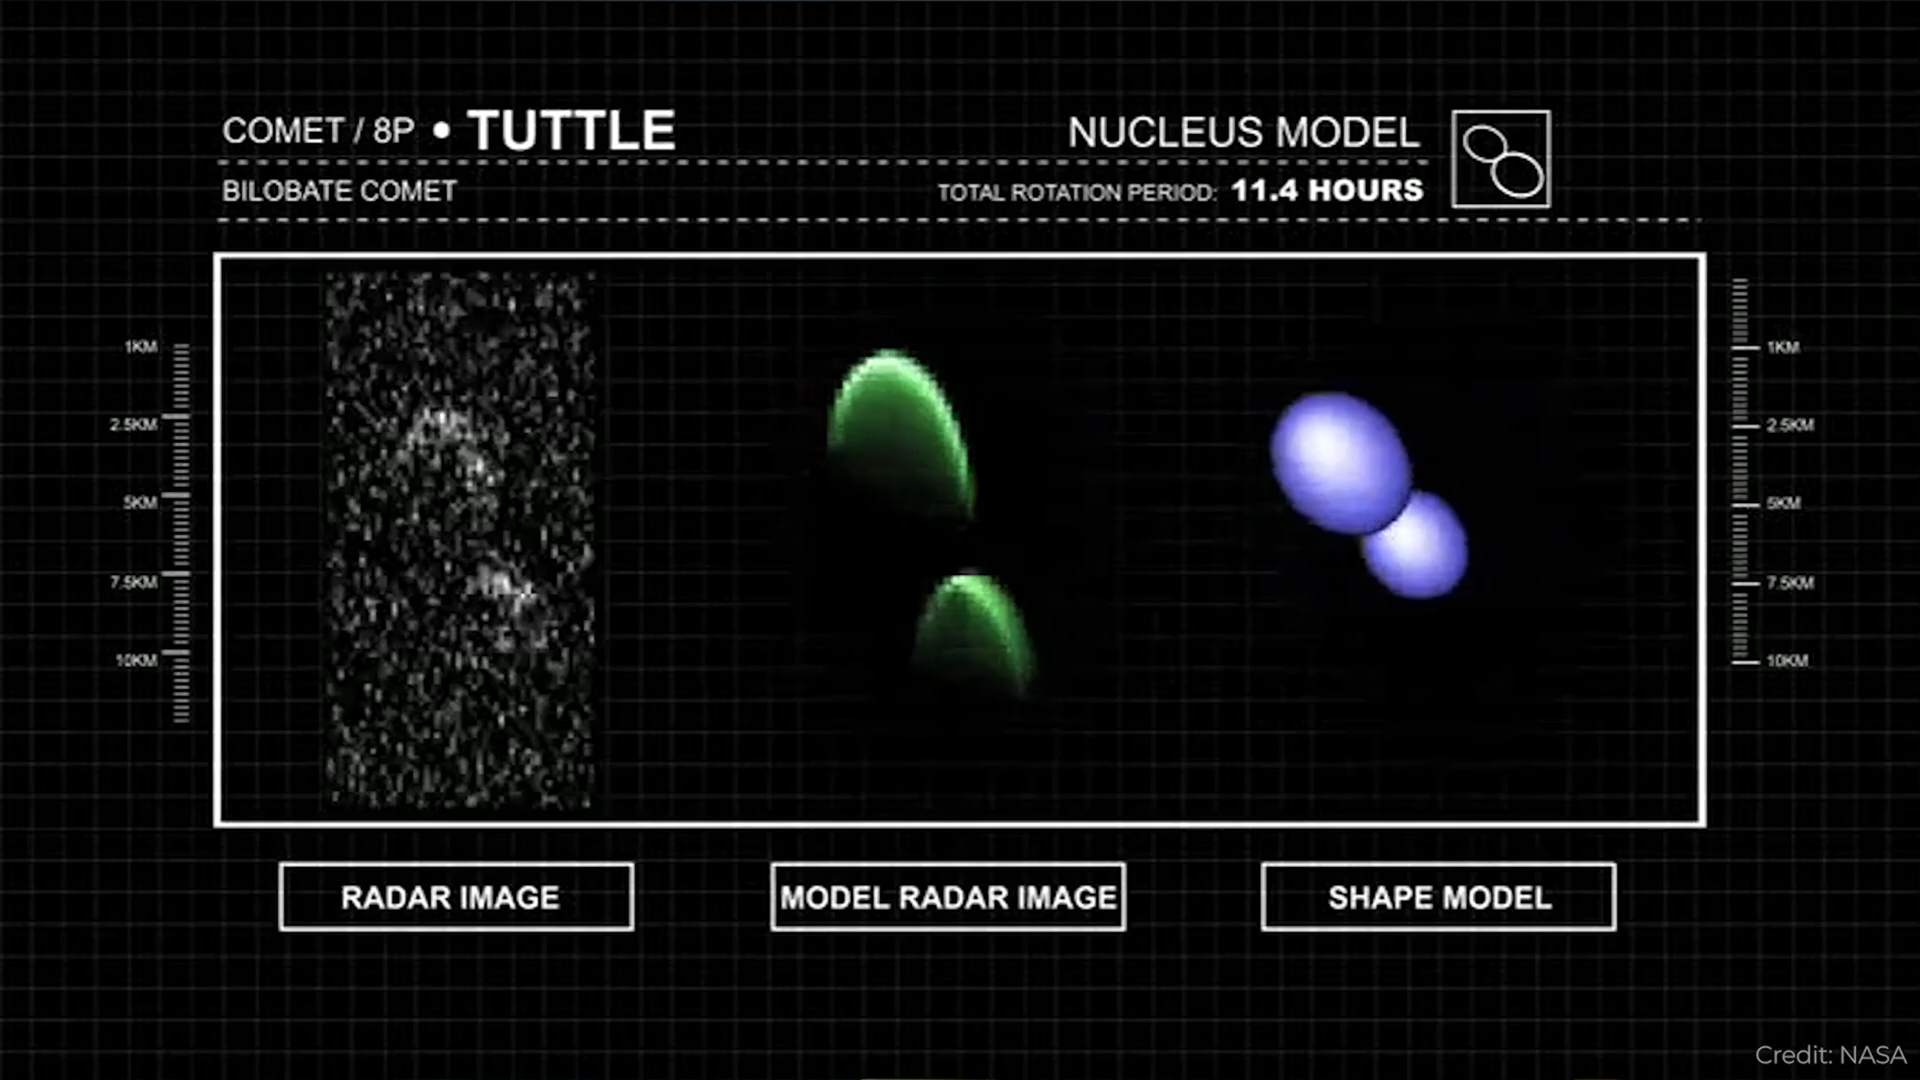 COMET / 8P • TUTTLE
NUCLEUS MODEL
BILOBATE COMET
TOTAL ROTATION PERIOD: 11.4 HOURS
1KM
2.5KM
5KM
7.5KM
10KM
1KM
2.5KM
5KM
7.5KM
10KM
RADAR IMAGE
MODEL RADAR IMAGE
SHAPE MODEL
Credit: NASA